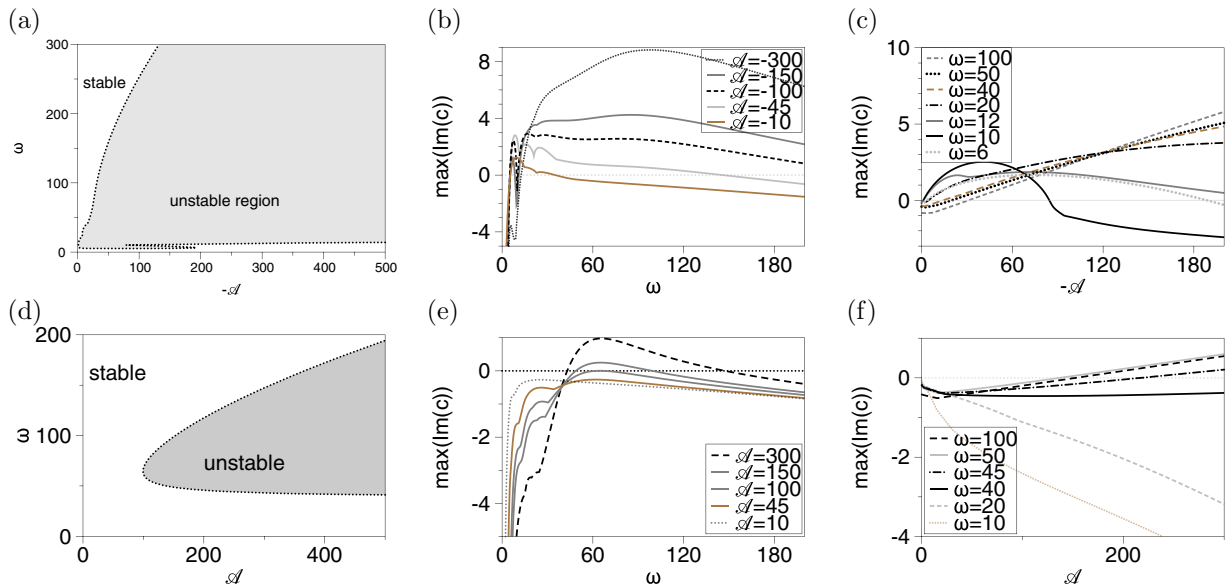 (a)
300
200
100
0
ω
stable
unstable region
0
100
200
300
400
500
-𝒜
(b)
8
4
0
-4
max(Im(c))
𝒜=-300
𝒜=-150
𝒜=-100
𝒜=-45
𝒜=-10
0
60
120
180
ω
(c)
10
5
0
max(Im(c))
ω=100
ω=50
ω=40
ω=20
ω=12
ω=10
ω=6
0
60
120
180
-𝒜
(d)
200
100
0
ω
stable
unstable
0
200
400
𝒜
(e)
0
-2
-4
max(Im(c))
𝒜=300
𝒜=150
𝒜=100
𝒜=45
𝒜=10
0
60
120
180
ω
(f)
0
-2
-4
max(Im(c))
ω=100
ω=50
ω=45
ω=40
ω=20
ω=10
0
200
𝒜